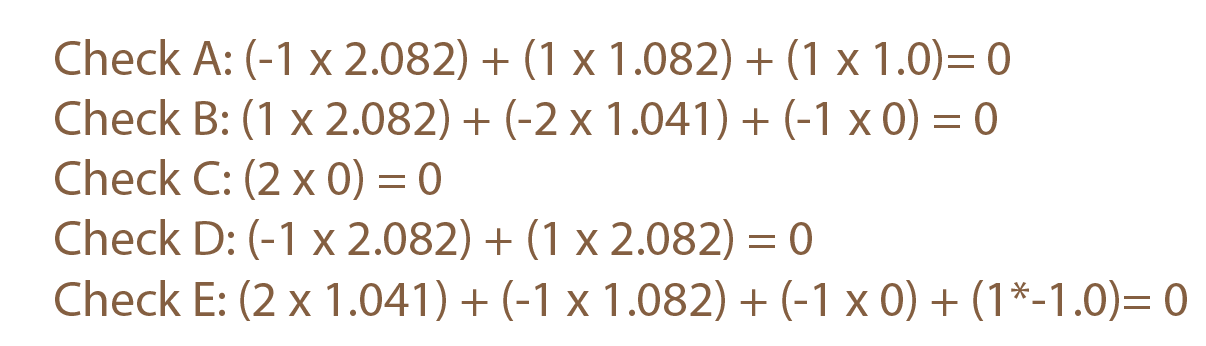 Check A: (-1 x 2.082) + (1 x 1.082) + (1 x 1.0)= 0
Check B: (1 x 2.082) + (-2 x 1.041) + (-1 x 0) = 0
Check C: (2 x 0) = 0
Check D: (-1 x 2.082) + (1 x 2.082) = 0
Check E: (2 x 1.041) + (-1 x 1.082) + (-1 x 0) + (1*-1.0)= 0